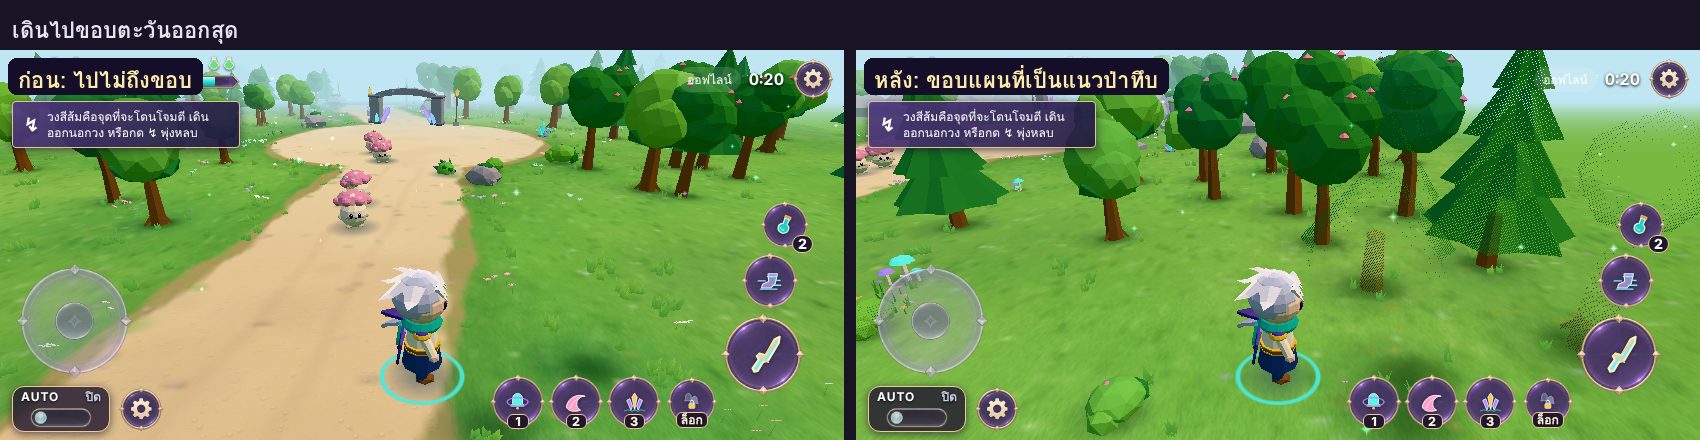 เดินไปขอบตะวันออกสุด
ก่อน: ไปไม่ถึงขอบ
ออฟไลน์ 0:20
วงสีส้มคือจุดที่จะโดนโจมตี เดิน
ออกนอกวง หรือกด ↯ พุ่งหลบ
2
AUTO ปิด
1 2 3 ล็อก
หลัง: ขอบแผนที่เป็นแนวป่าทึบ
ออฟไลน์ 0:20
วงสีส้มคือจุดที่จะโดนโจมตี เดิน
ออกนอกวง หรือกด ↯ พุ่งหลบ
2
AUTO ปิด
1 2 3 ล็อก